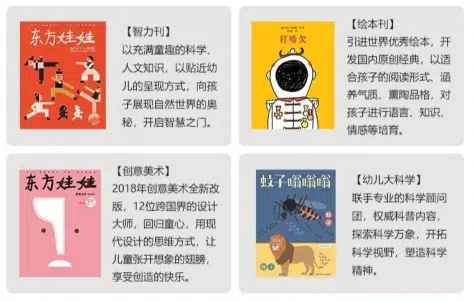 东方娃娃
【智力刊】
以充满童趣的科学、
人文知识，以贴近幼
儿的呈现方式，向孩
子展现自然世界的奥
秘，开启智慧之门。
打哈欠
【绘本刊】
引进世界优秀绘本，开
发国内原创经典，以适
合孩子的阅读形式，涵
养气质、熏陶品格，对
孩子进行语言、知识、
情感等培育。
东方娃娃
【创意美术】
2018年创意美术全新改
版，12位跨国界的设计
大师，回归童心，用现
代设计的思维方式，让
儿童张开想象的翅膀，
享受创造的快乐。
蚊子嗡嗡嗡
蚊子
狮子
【幼儿大科学】
联手专业的科学顾问
团，权威科普内容，
探索科学万象，开拓
科学视野，塑造科学
精神。